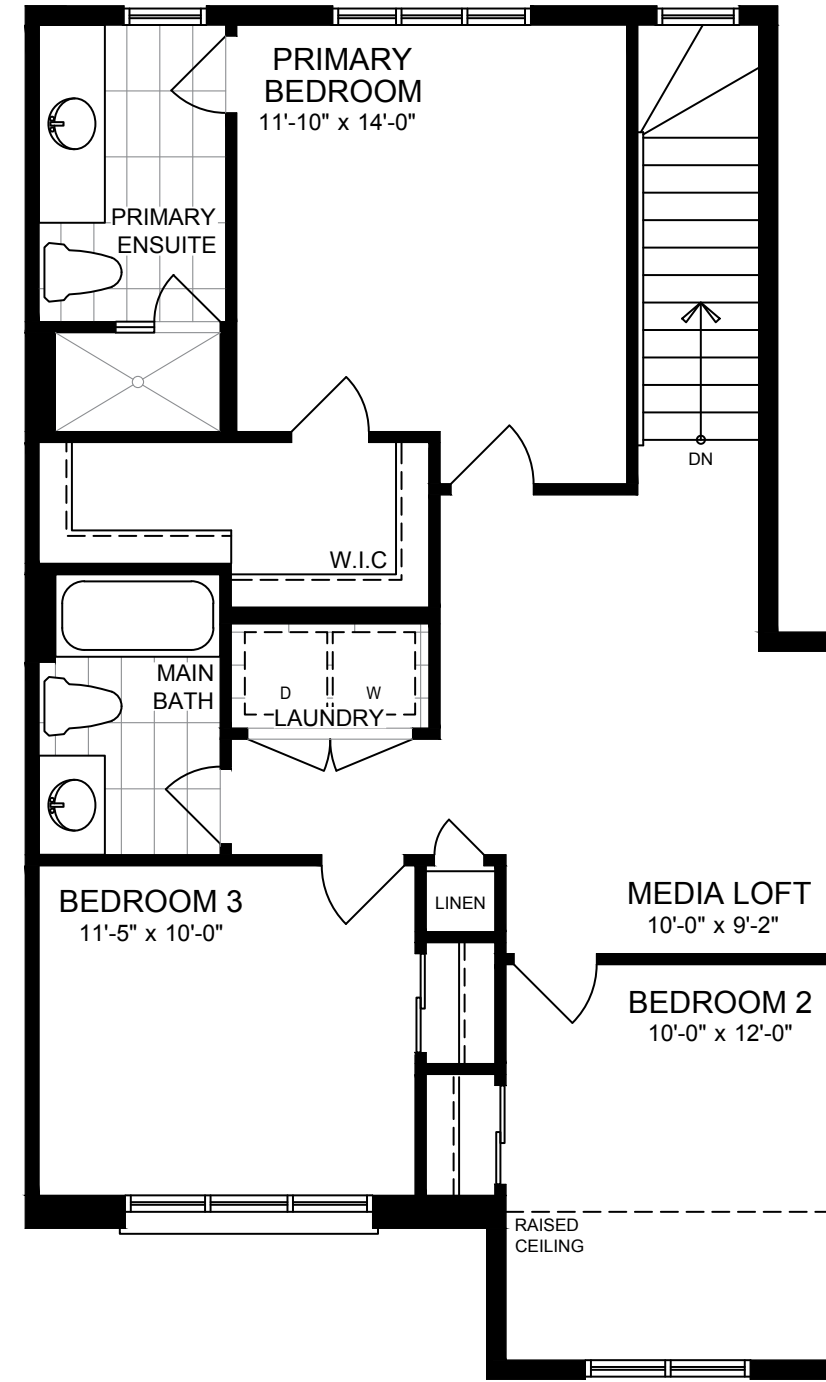 PRIMARY
BEDROOM
11'-10" x 14'-0"
PRIMARY
ENSUITE
DN
W.I.C
MAIN
BATH
D
W
LAUNDRY
LINEN
BEDROOM 3
11'-5" x 10'-0"
MEDIA LOFT
10'-0" x 9'-2"
BEDROOM 2
10'-0" x 12'-0"
RAISED
CEILING